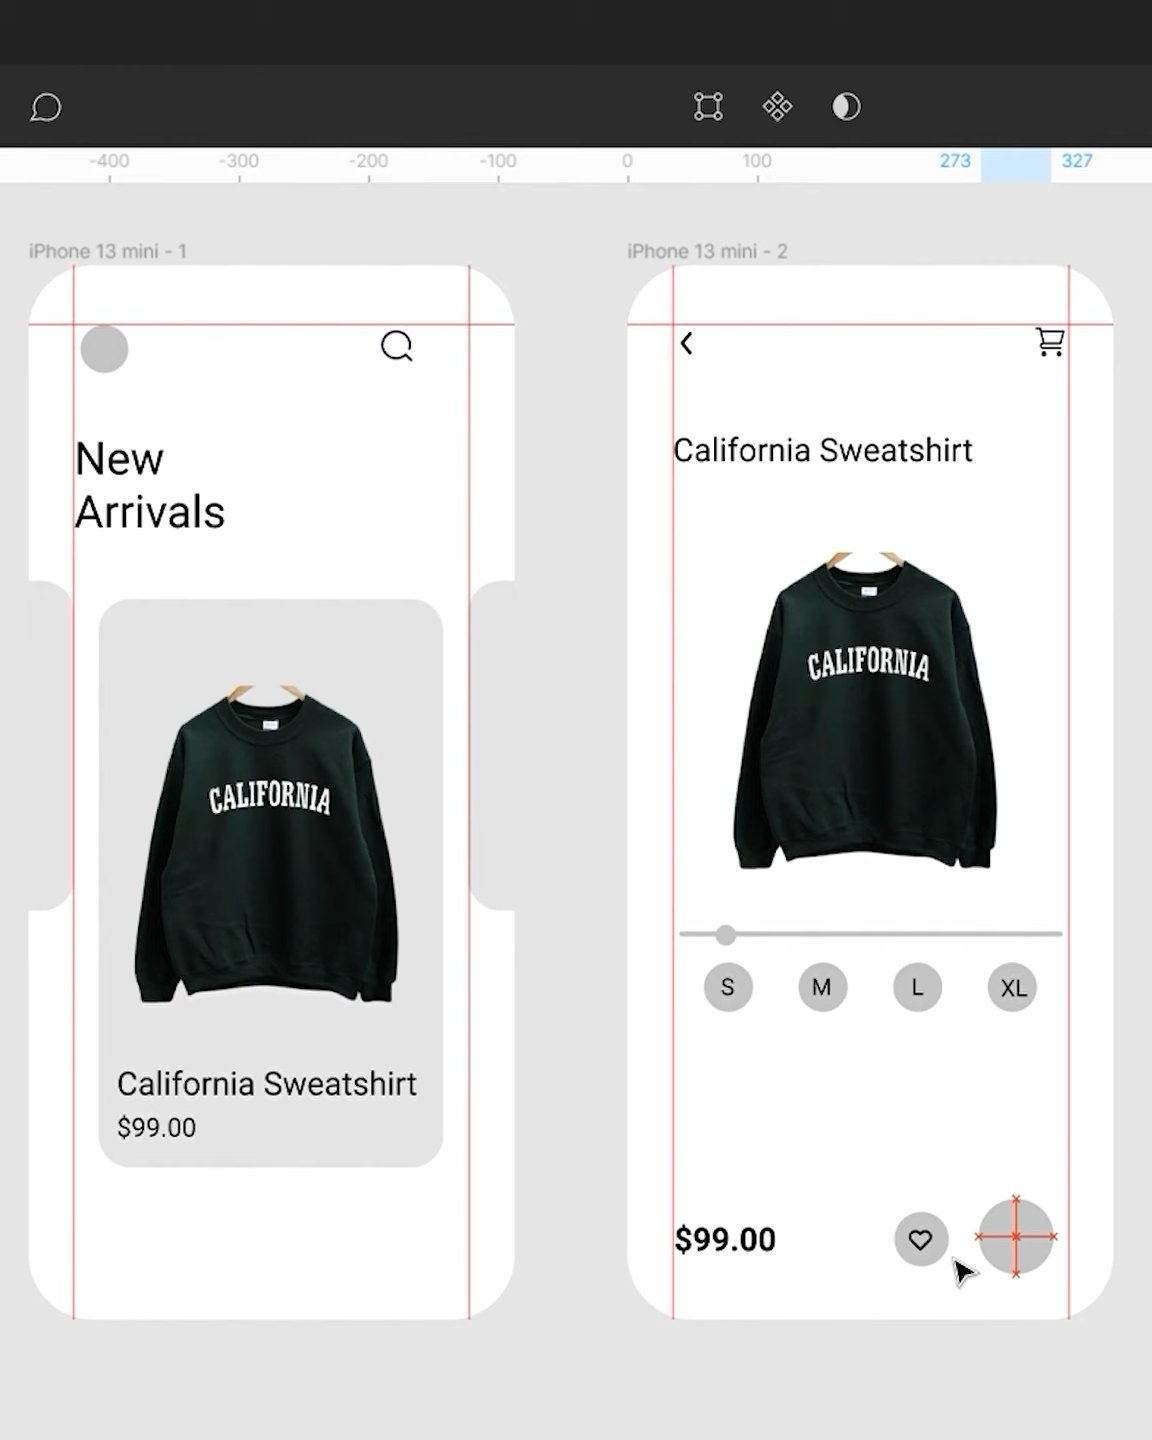 -400 -300 -200 -100 0 100 273 327
iPhone 13 mini - 1
New
Arrivals
CALIFORNIA
California Sweatshirt
$99.00
iPhone 13 mini - 2
California Sweatshirt
CALIFORNIA
S M L XL
$99.00